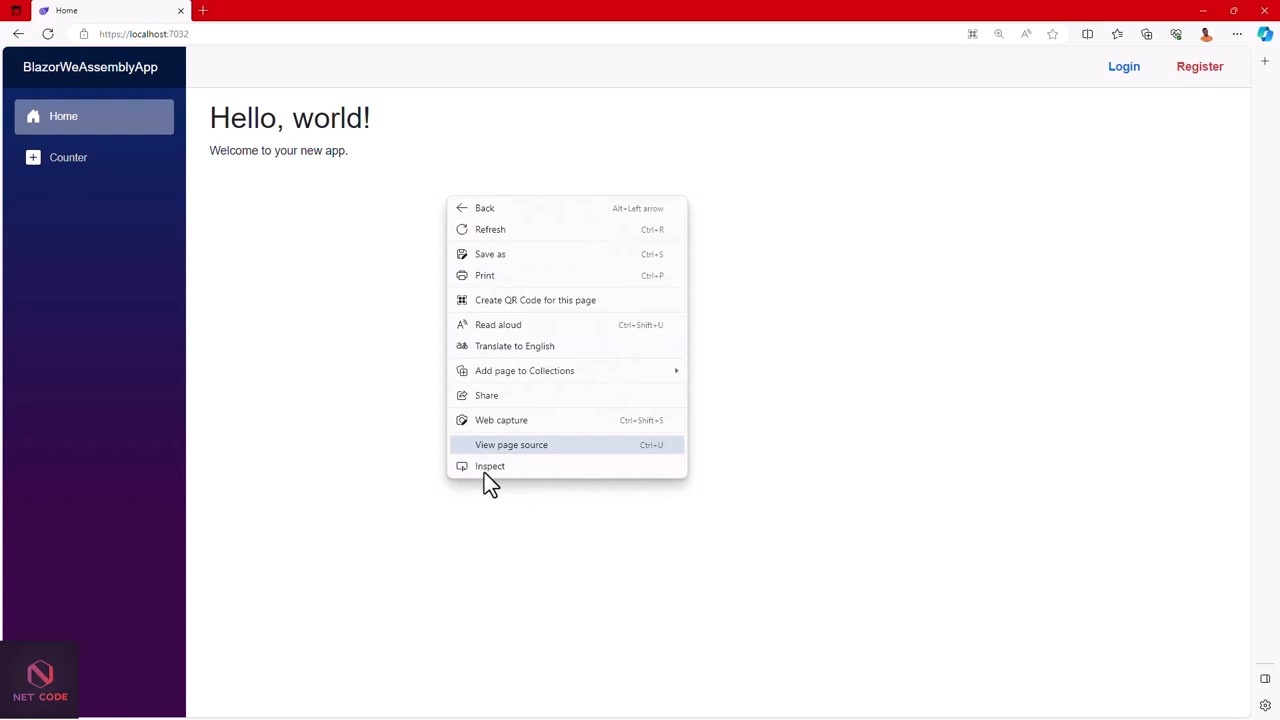 Home
https://localhost:7032
BlazorWeAssemblyApp
Login
Register
Home
Counter
Hello, world!
Welcome to your new app.
Back Alt+Left arrow
Refresh Ctrl+R
Save as Ctrl+S
Print Ctrl+P
Create QR Code for this page
Read aloud Ctrl+Shift+U
Translate to English
Add page to Collections
Share
Web capture Ctrl+Shift+S
View page source Ctrl+U
Inspect
NET CODE